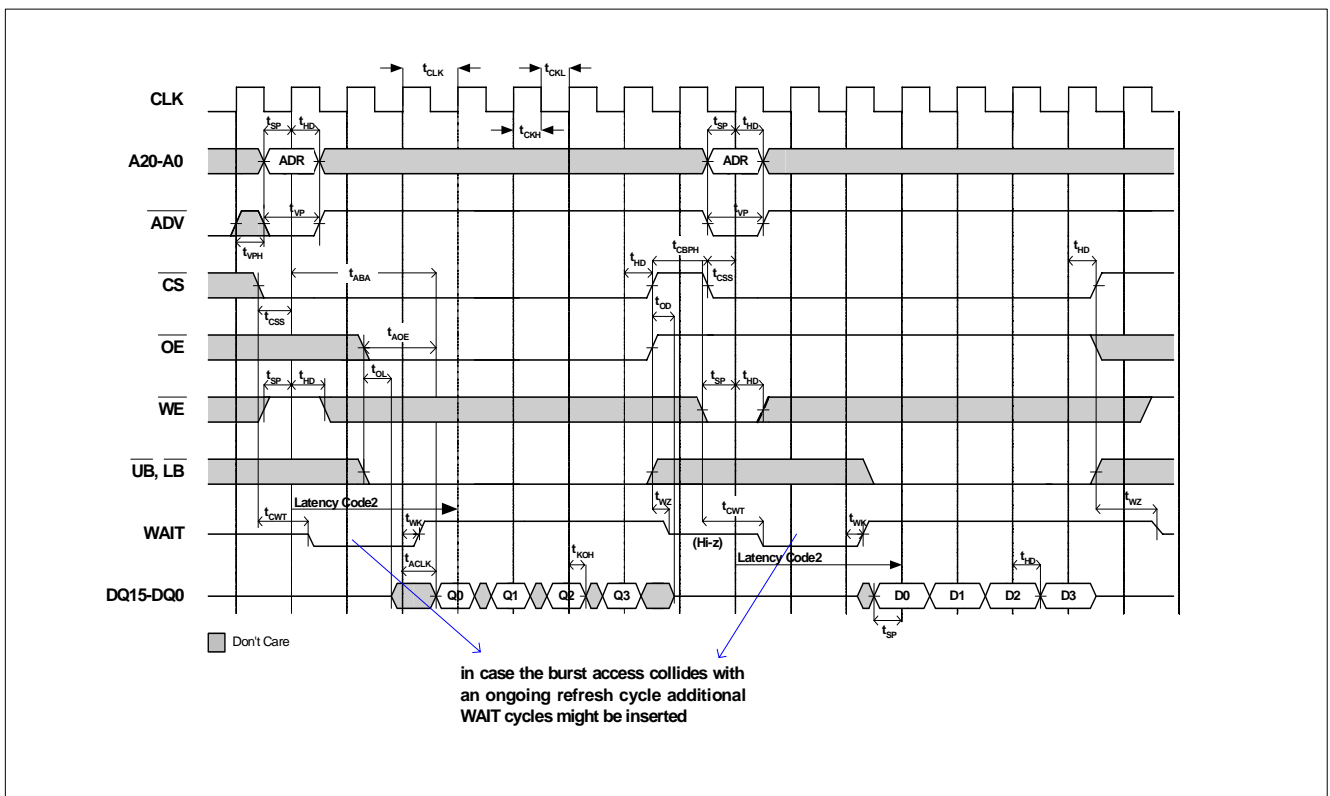 tCLK tCKL
CLK
tCKH
tSP tHD tSP tHD
A20-A0 ADR ADR
ADV tVP tVP
tVPH
tHD tCBPH tCSS tHD
CS tABA
tCSS tOD
OE tAOE
tOL
tSP tHD tSP tHD
WE
UB, LB
Latency Code2 tWZ tWZ
tCWT tWK tCWT tWK
WAIT (Hi-z)
tACLK tKOH Latency Code2 tHD
DQ15-DQ0 Q0 Q1 Q2 Q3 D0 D1 D2 D3
tSP
Don't Care
in case the burst access collides with
an ongoing refresh cycle additional
WAIT cycles might be inserted